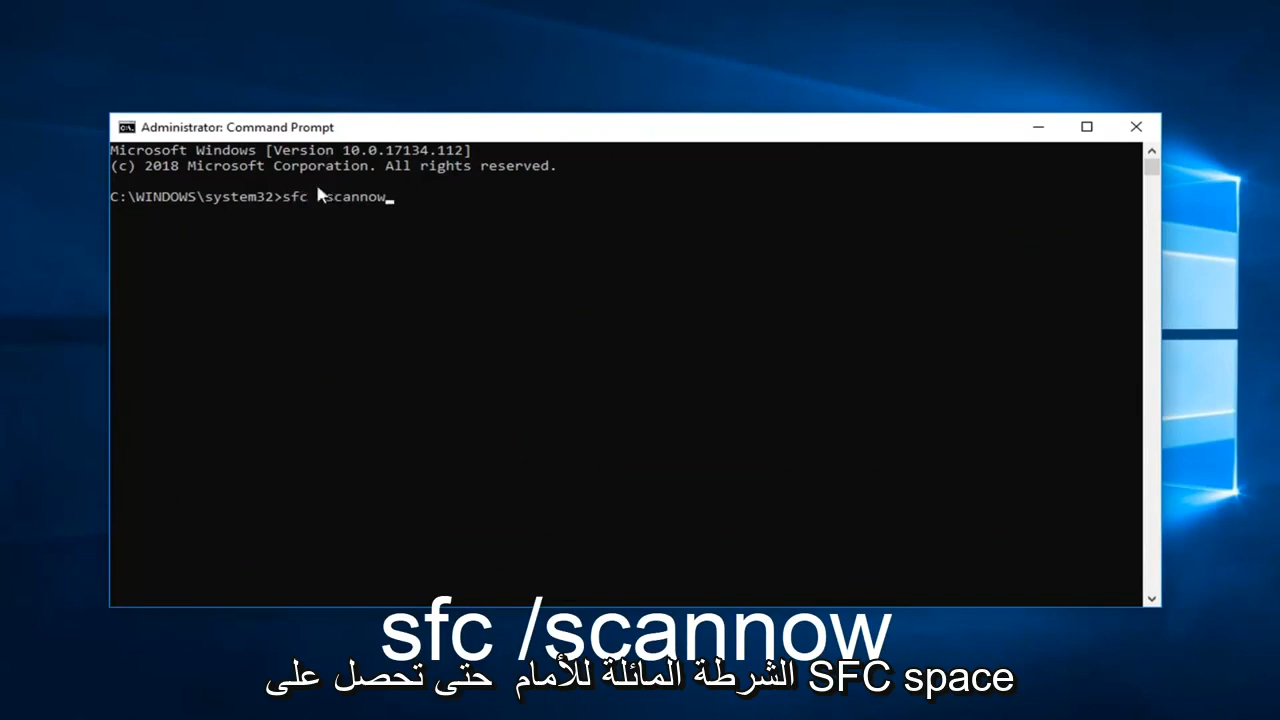 Administrator: Command Prompt
Microsoft Windows [Version 10.0.17134.112]
(c) 2018 Microsoft Corporation. All rights reserved.
C:\WINDOWS\system32>sfc /scannow
sfc /scannow
الشرطة المائلة للأمام حتى تحصل على SFC space